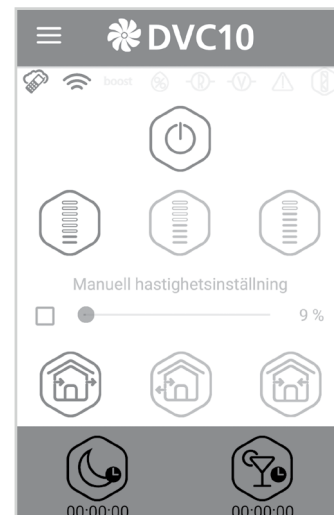 DVC10
boost
R
V
Manuell hastighetsinställning
9 %
00:00:00 00:00:00